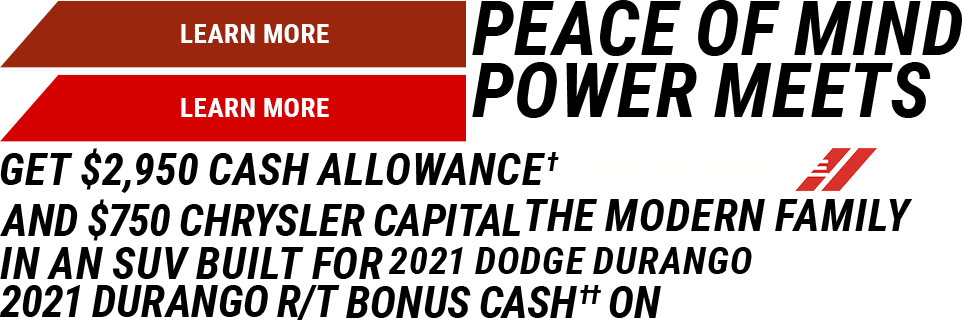 LEARN MORE
PEACE OF MIND
POWER MEETS
LEARN MORE
GET $2,950 CASH ALLOWANCE†
AND $750 CHRYSLER CAPITAL
THE MODERN FAMILY
IN AN SUV BUILT FOR
2021 DODGE DURANGO
2021 DURANGO R/T BONUS CASH†† ON